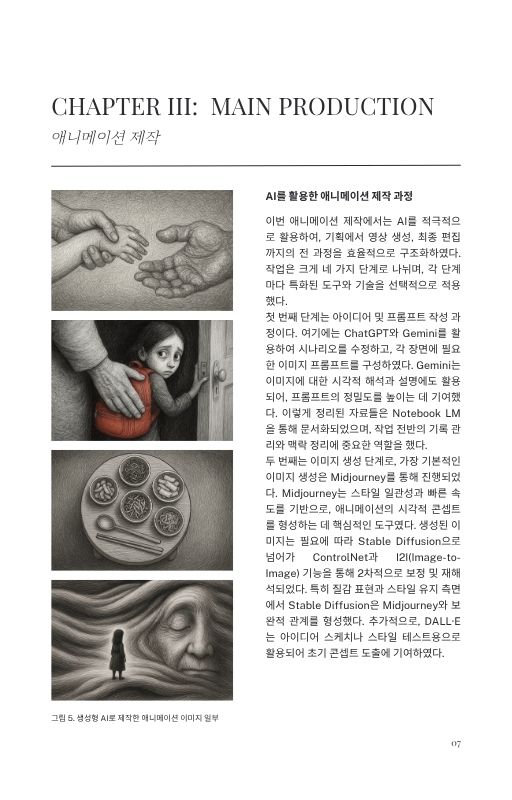 CHAPTER III: MAIN PRODUCTION
애니메이션 제작
AI를 활용한 애니메이션 제작 과정
이번 애니메이션 제작에서는 AI를 적극적으
로 활용하여, 기획에서 영상 생성, 최종 편집
까지의 전 과정을 효율적으로 구조화하였다.
작업은 크게 네 가지 단계로 나뉘며, 각 단계
마다 특화된 도구와 기술을 선택적으로 적용
했다.
첫 번째 단계는 아이디어 및 프롬프트 작성 과
정이다. 여기에는 ChatGPT와 Gemini를 활
용하여 시나리오를 수정하고, 각 장면에 필요
한 이미지 프롬프트를 구성하였다. Gemini는
이미지에 대한 시각적 해석과 설명에도 활용
되어, 프롬프트의 정밀도를 높이는 데 기여했
다. 이렇게 정리된 자료들은 Notebook LM
을 통해 문서화되었으며, 작업 전반의 기록 관
리와 맥락 정리에 중요한 역할을 했다.
두 번째는 이미지 생성 단계로, 가장 기본적인
이미지 생성은 Midjourney를 통해 진행되었
다. Midjourney는 스타일 일관성과 빠른 속
도를 기반으로, 애니메이션의 시각적 콘셉트
를 형성하는 데 핵심적인 도구였다. 생성된 이
미지는 필요에 따라 Stable Diffusion으로
넘어가 ControlNet과 I2I(Image-to-
Image) 기능을 통해 2차적으로 보정 및 재해
석되었다. 특히 질감 표현과 스타일 유지 측면
에서 Stable Diffusion은 Midjourney와 보
완적 관계를 형성했다. 추가적으로, DALL·E
는 아이디어 스케치나 스타일 테스트용으로
활용되어 초기 콘셉트 도출에 기여하였다.
그림 5. 생성형 AI로 제작한 애니메이션 이미지 일부
07